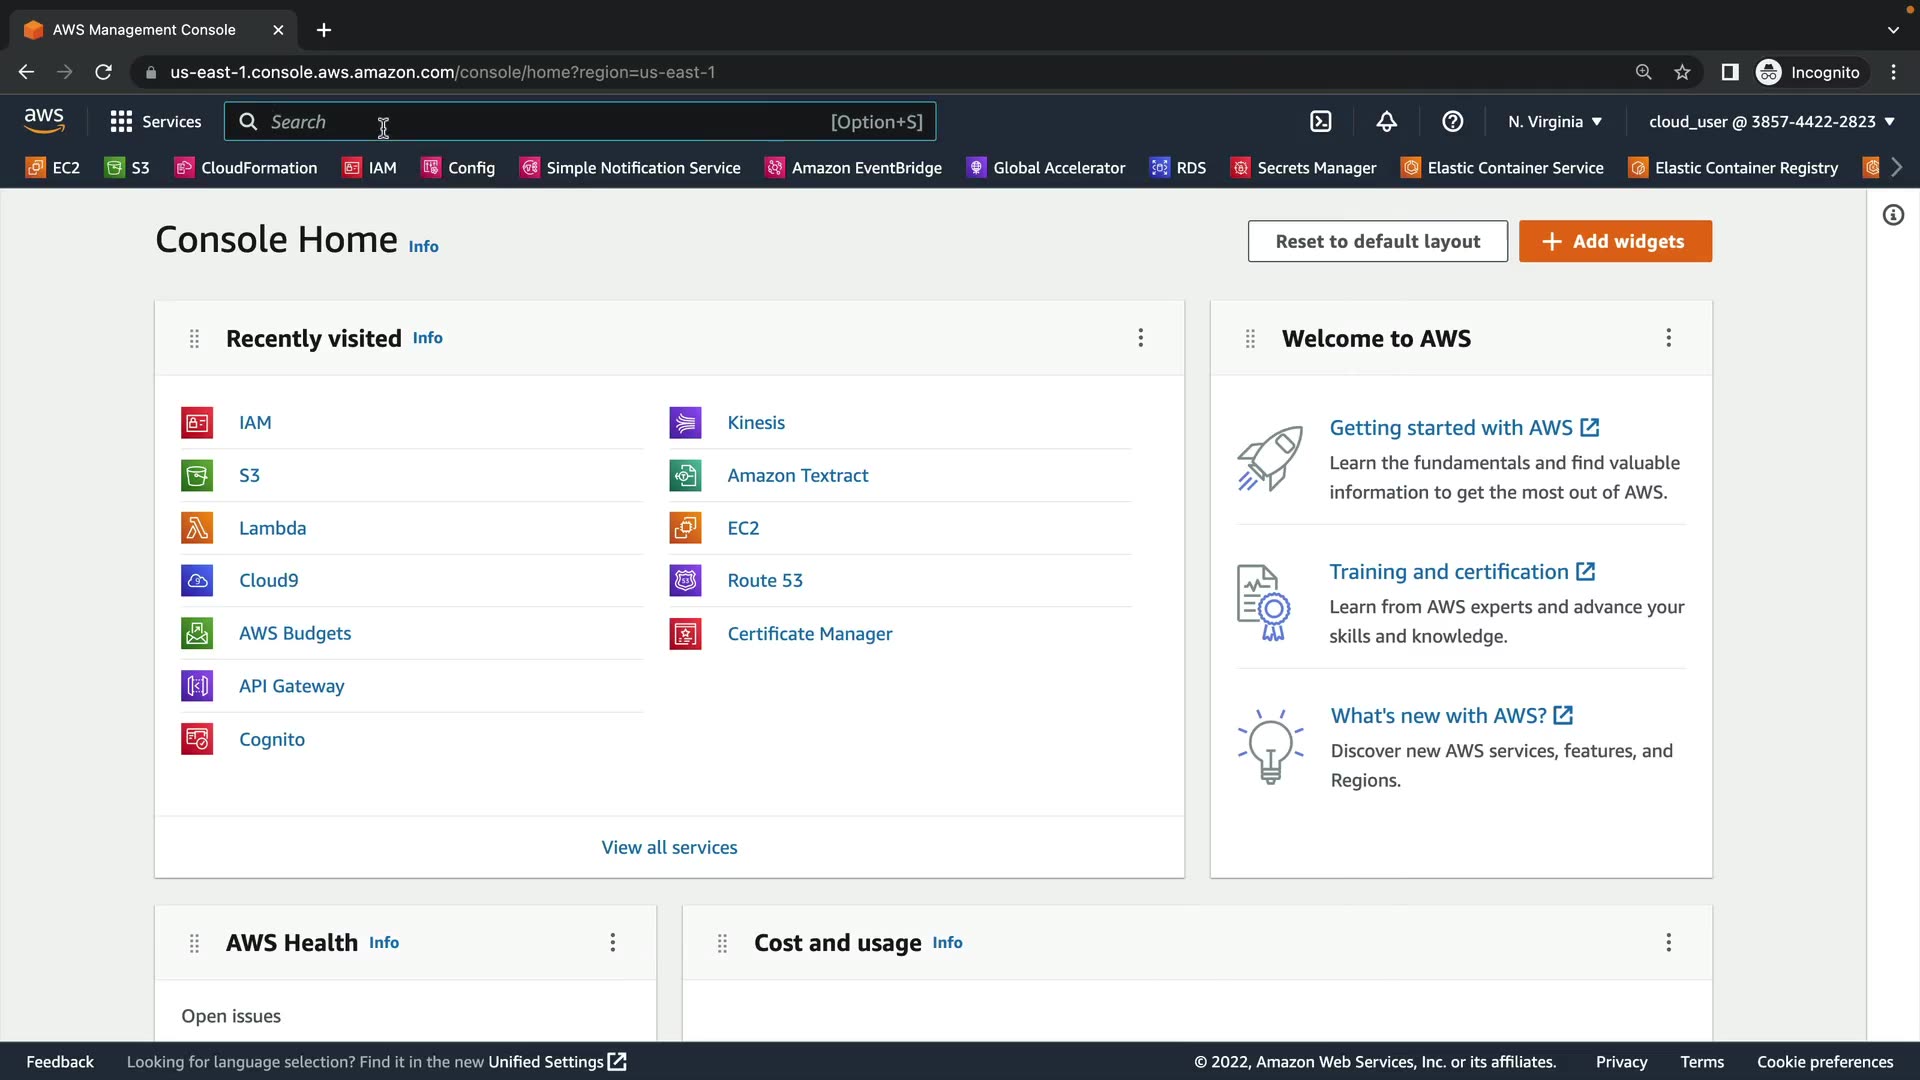 AWS Management Console
us-east-1.console.aws.amazon.com/console/home?region=us-east-1
Incognito
aws
Services
Search
[Option+S]
N. Virginia
cloud_user @ 3857-4422-2823
EC2
S3
CloudFormation
IAM
Config
Simple Notification Service
Amazon EventBridge
Global Accelerator
RDS
Secrets Manager
Elastic Container Service
Elastic Container Registry
Console Home Info
Reset to default layout
+ Add widgets
Recently visited Info
IAM
S3
Lambda
Cloud9
AWS Budgets
API Gateway
Cognito
Kinesis
Amazon Textract
EC2
Route 53
Certificate Manager
View all services
Welcome to AWS
Getting started with AWS
Learn the fundamentals and find valuable
information to get the most out of AWS.
Training and certification
Learn from AWS experts and advance your
skills and knowledge.
What's new with AWS?
Discover new AWS services, features, and
Regions.
AWS Health Info
Open issues
Cost and usage Info
Feedback
Looking for language selection? Find it in the new Unified Settings
© 2022, Amazon Web Services, Inc. or its affiliates.
Privacy
Terms
Cookie preferences